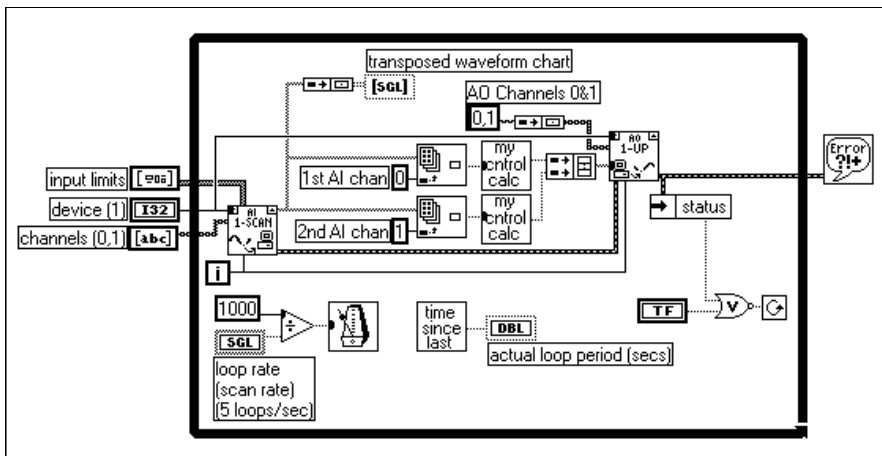 transposed waveform chart
[SGL]
AO Channels 0&1
0,1
AO
1-UP
Error
?!+
my
cntrol
calc
1st AI chan 0
input limits
device (1) I32
channels (0,1) [abc]
AI
1-SCAN
my
cntrol
calc
2nd AI chan 1
status
i
1000
÷
SGL
loop rate
(scan rate)
(5 loops/sec)
time
since
last
DBL
actual loop period (secs)
TF
V